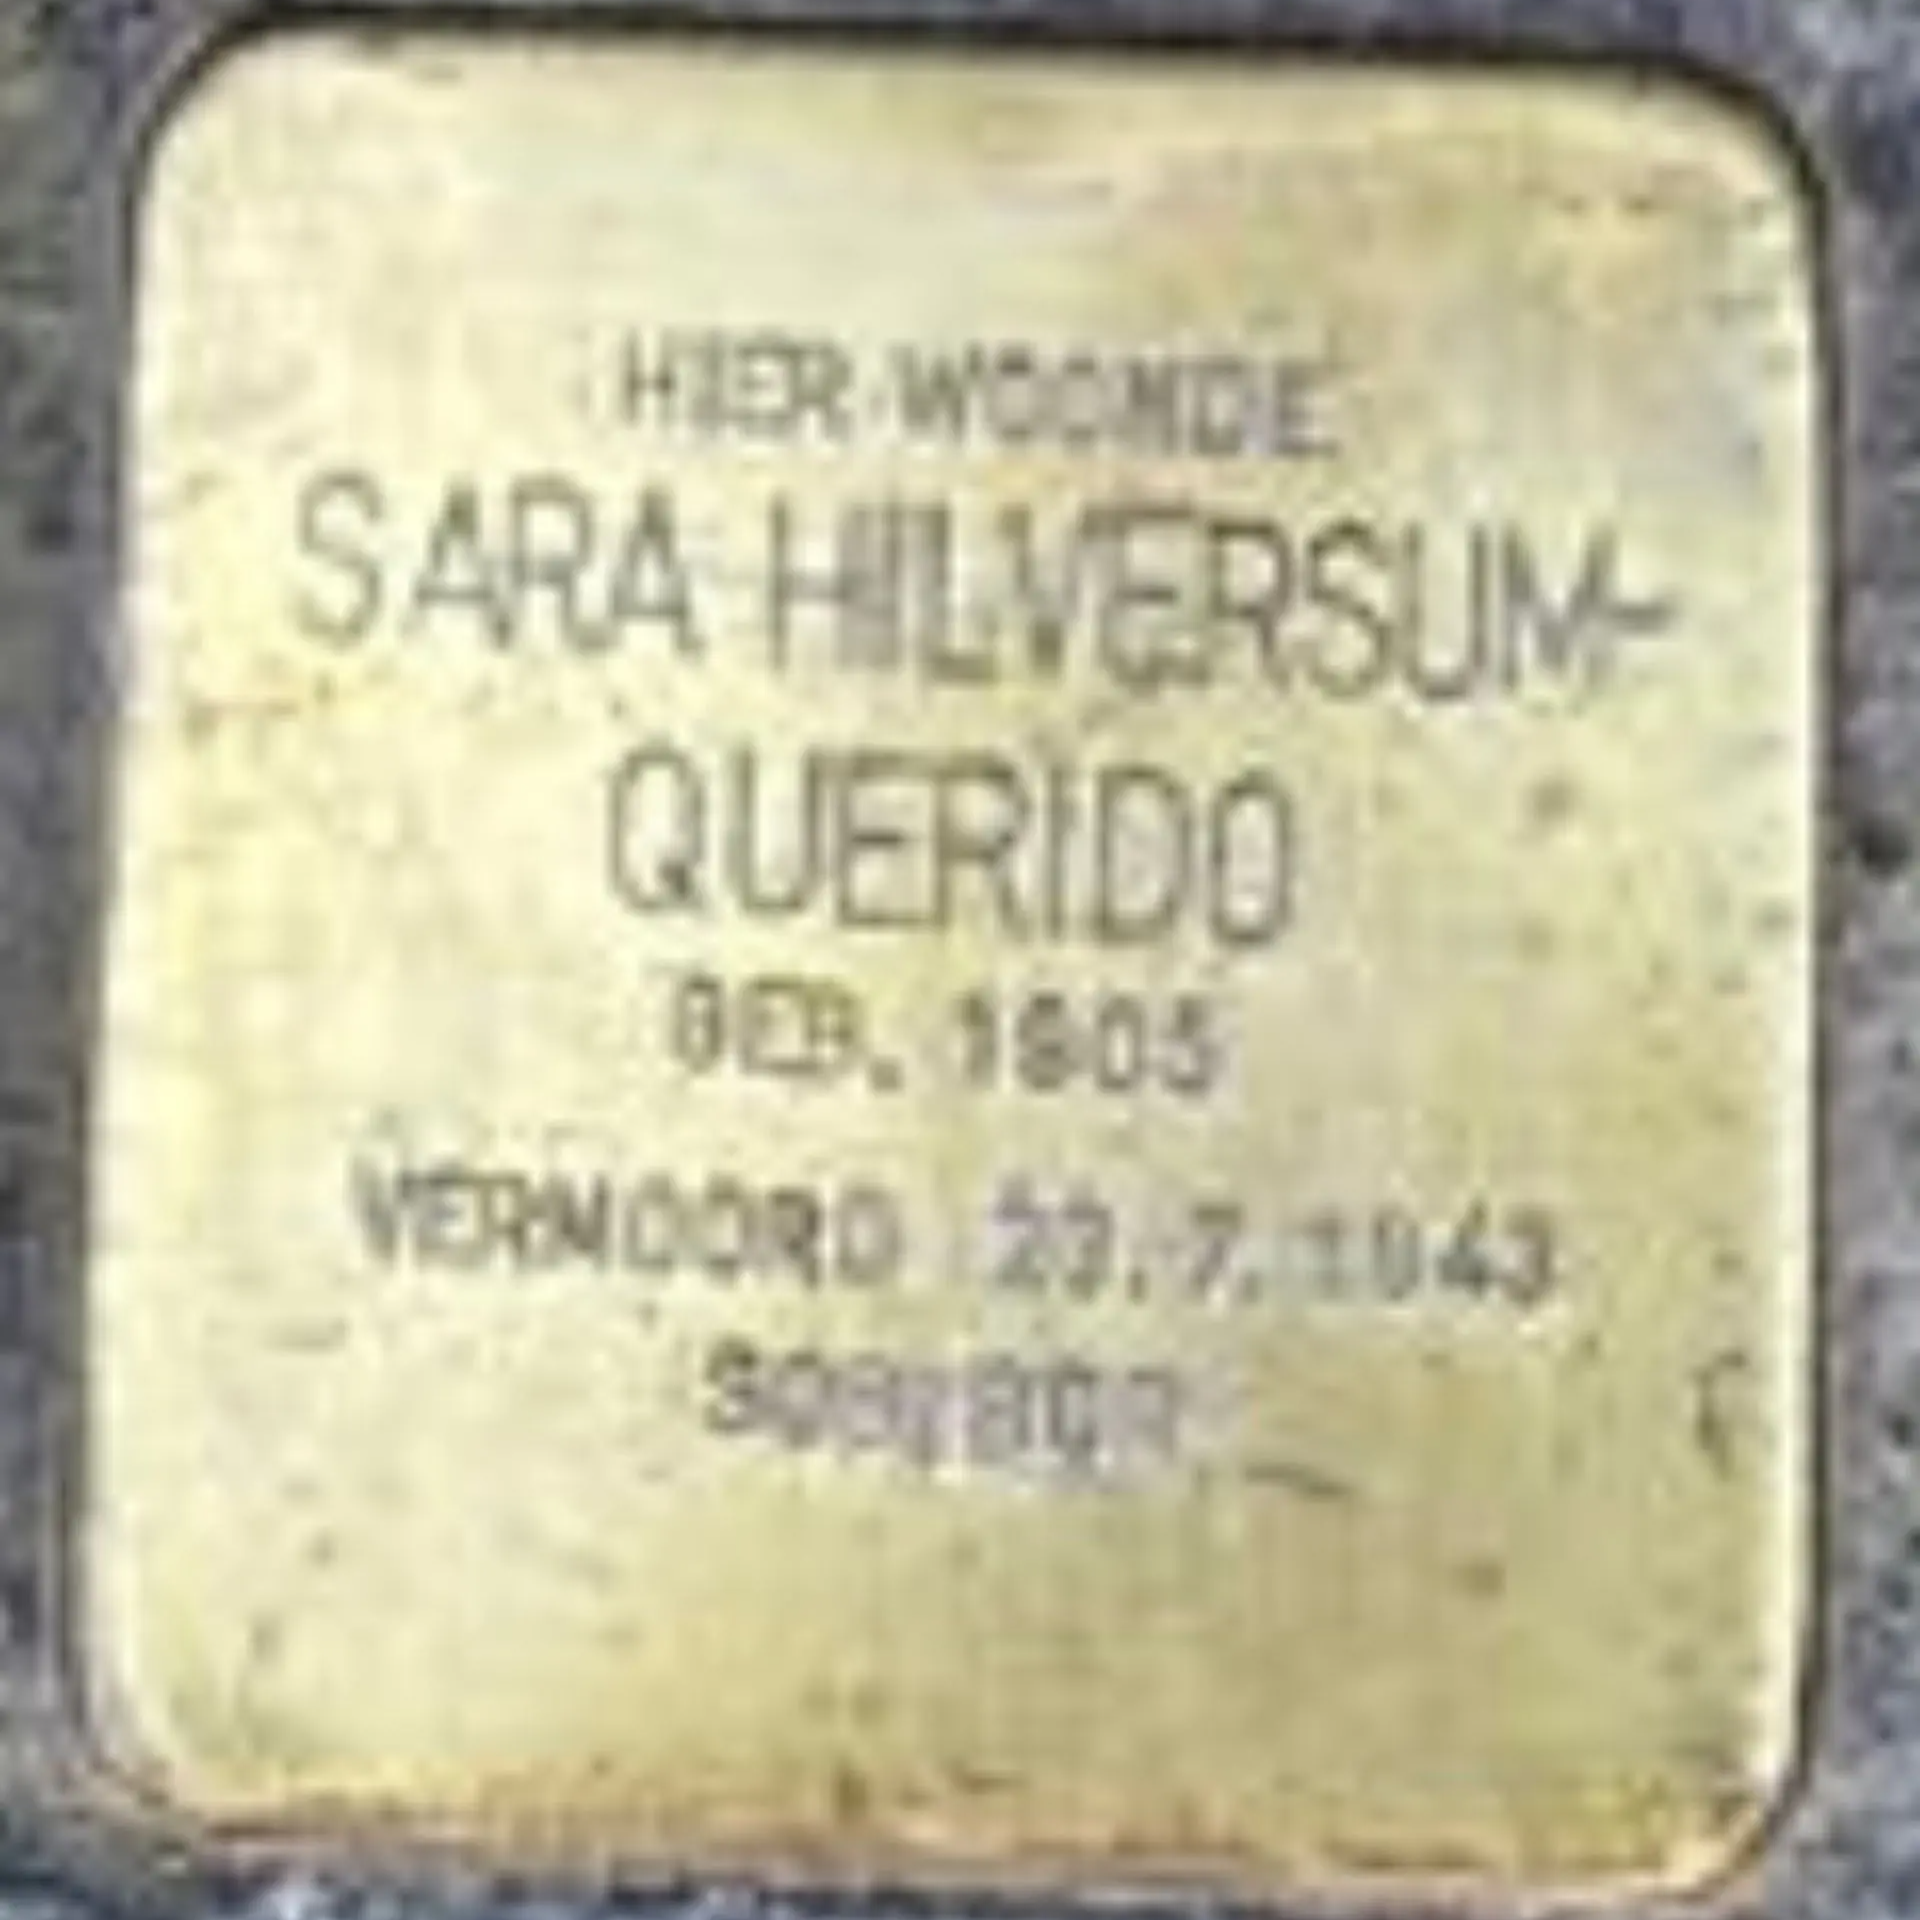 HIER WOONDE
SARA HILVERSUM-
QUERIDO
GEB. 1905
VERMOORD 23.7.1943
SOBIBOR